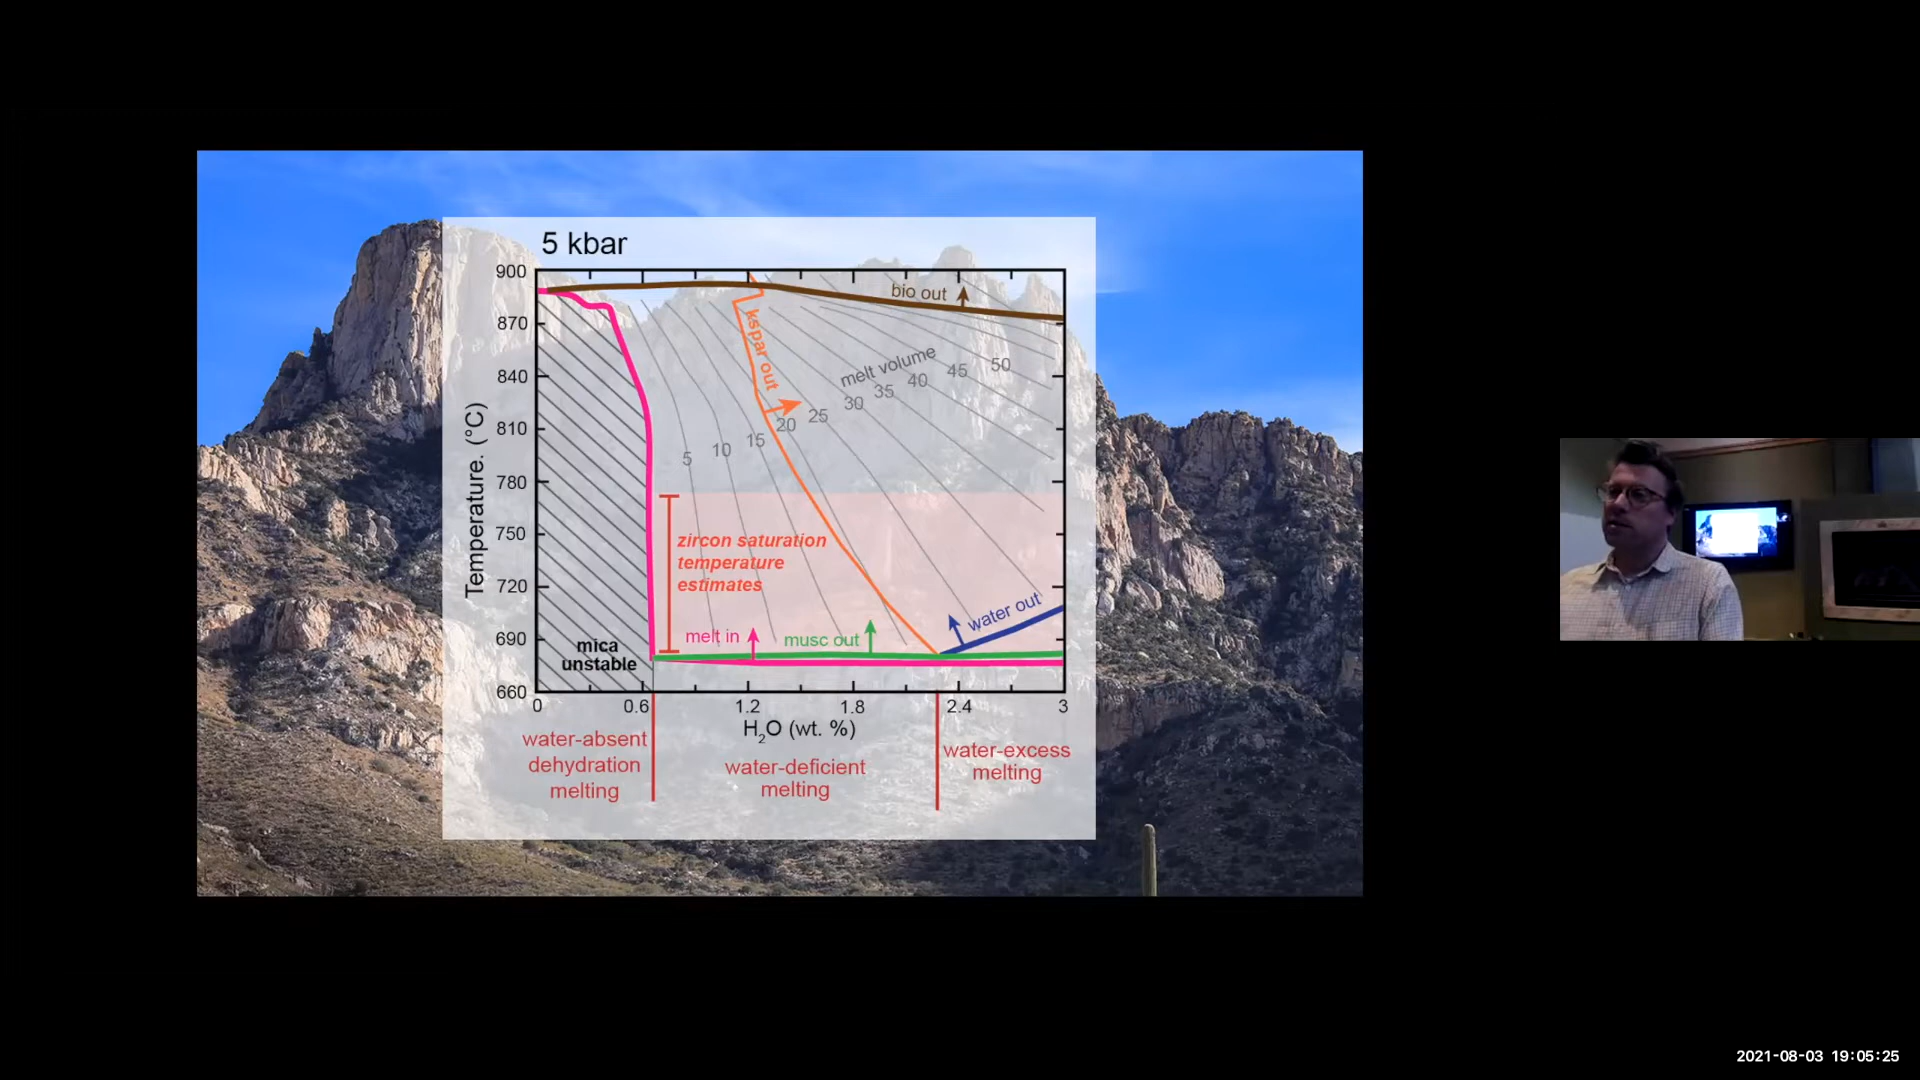 5 kbar
900
870
840
810
780
750
720
690
660
Temperature. (°C)
bio out
kspar out
melt volume
5
10
15
20
25
30
35
40
45
50
zircon saturation
temperature
estimates
melt in
musc out
water out
mica
unstable
0
0.6
1.2
1.8
2.4
3
H₂O (wt. %)
water-absent
dehydration
melting
water-deficient
melting
water-excess
melting
2021-08-03 19:05:25